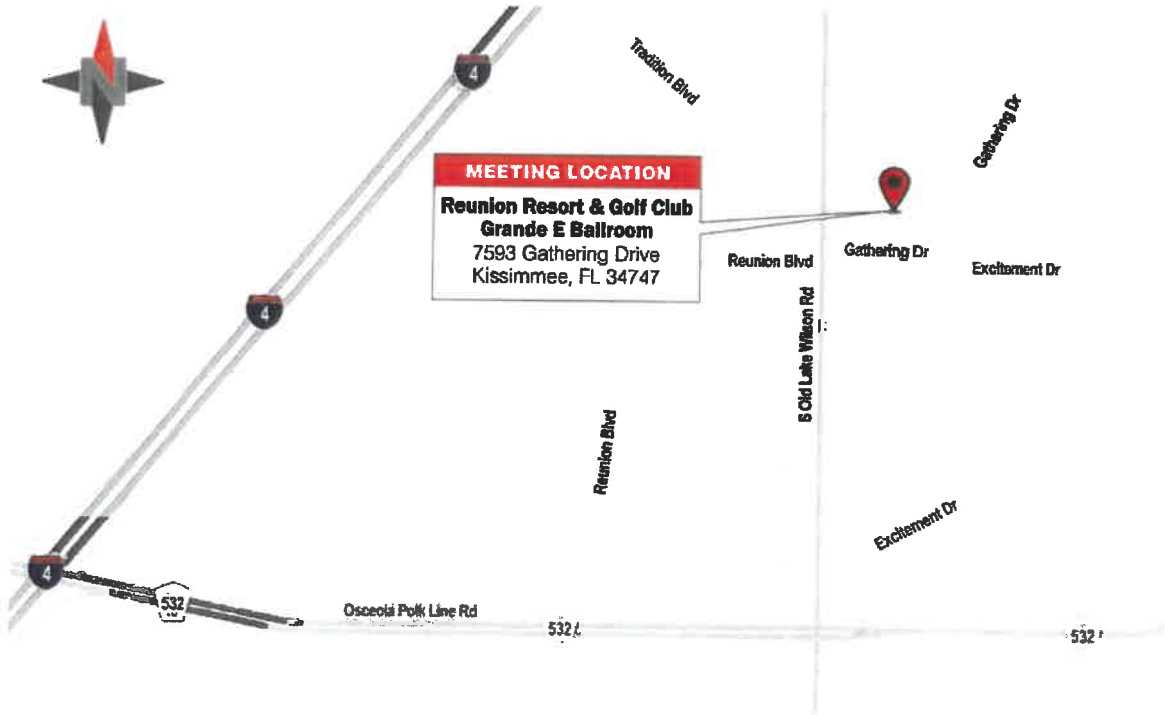 N
4
Tradition Blvd
Gathering Dr
MEETING LOCATION
Reunion Resort & Golf Club
Grande E Ballroom
7593 Gathering Drive
Kissimmee, FL 34747
Reunion Blvd
Gathering Dr
Excitement Dr
4
S Old Lake Wilson Rd
Reunion Blvd
Excitement Dr
4
532
Osceola Polk Line Rd
532
532